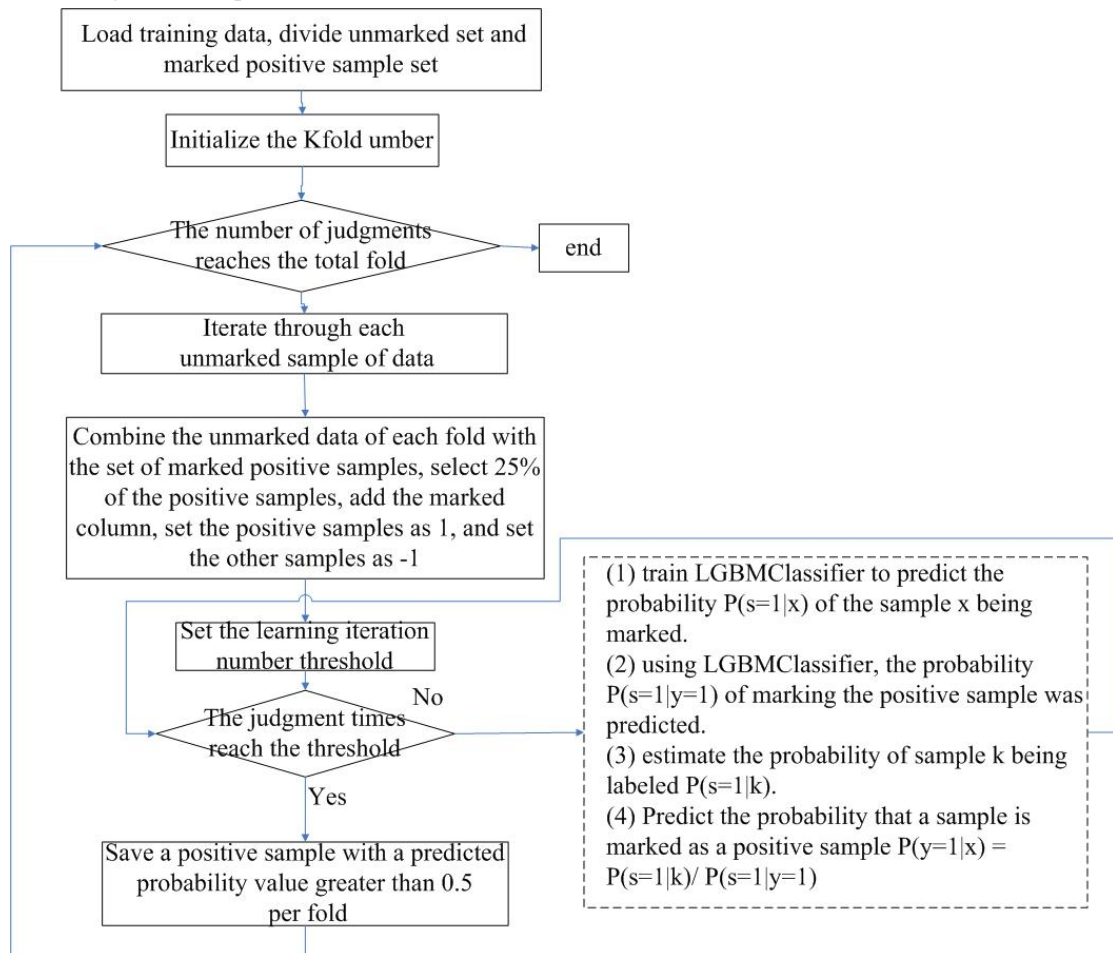 Load training data, divide unmarked set and
marked positive sample set
Initialize the Kfold umber
The number of judgments
reaches the total fold
end
Iterate through each
unmarked sample of data
Combine the unmarked data of each fold with
the set of marked positive samples, select 25%
of the positive samples, add the marked
column, set the positive samples as 1, and set
the other samples as -1
Set the learning iteration
number threshold
No
The judgment times
reach the threshold
Yes
Save a positive sample with a predicted
probability value greater than 0.5
per fold
(1) train LGBMClassifier to predict the
probability P(s=1|x) of the sample x being
marked.
(2) using LGBMClassifier, the probability
P(s=1|y=1) of marking the positive sample was
predicted.
(3) estimate the probability of sample k being
labeled P(s=1|k).
(4) Predict the probability that a sample is
marked as a positive sample P(y=1|x) =
P(s=1|k)/ P(s=1|y=1)